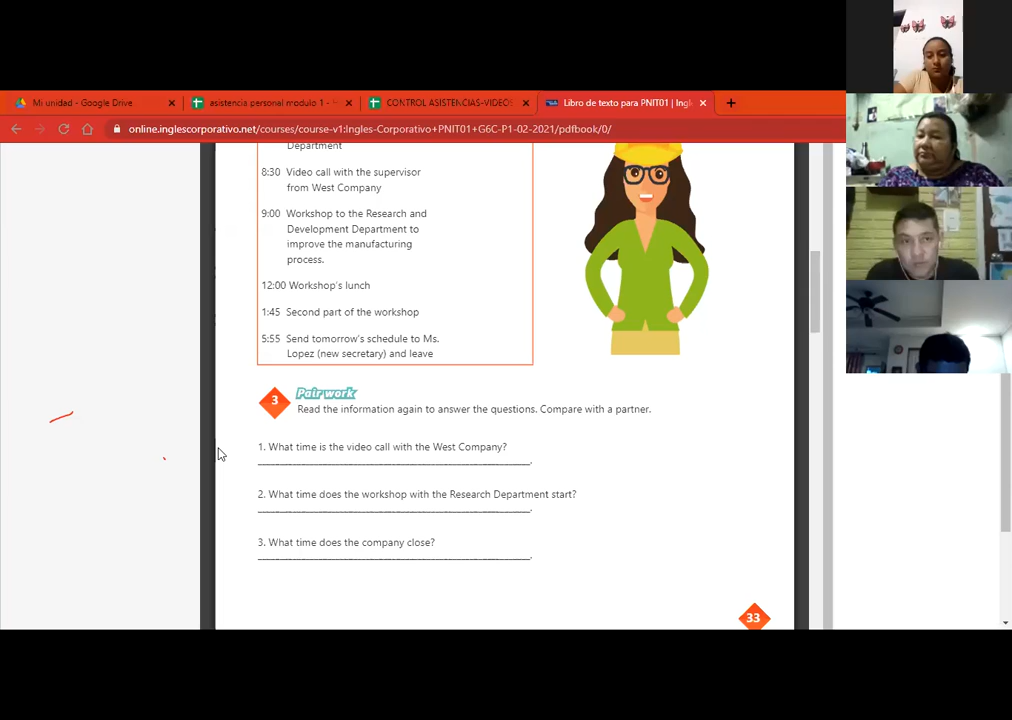 Mi unidad - Google Drive
asistencia personal modulo 1 - H
CONTROL ASISTENCIAS-VIDEOS
Libro de texto para PNIT01 | Ingl
online.inglescorporativo.net/courses/course-v1:Ingles-Corporativo+PNIT01+G6C-P1-02-2021/pdfbook/0/
Department
8:30 Video call with the supervisor
from West Company
9:00 Workshop to the Research and
Development Department to
improve the manufacturing
process.
12:00 Workshop's lunch
1:45 Second part of the workshop
5:55 Send tomorrow's schedule to Ms.
Lopez (new secretary) and leave
3
Pair work
Read the information again to answer the questions. Compare with a partner.
1. What time is the video call with the West Company?
2. What time does the workshop with the Research Department start?
3. What time does the company close?
33